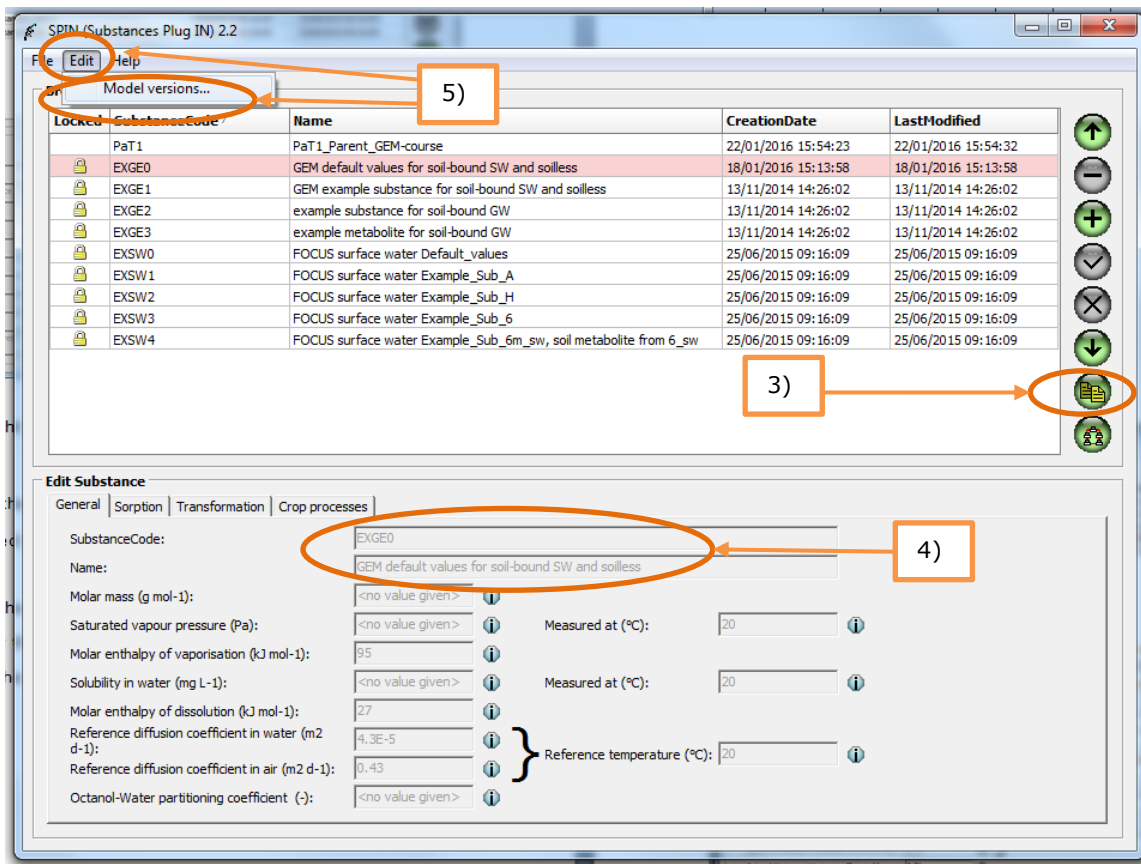 SPIN (Substances Plug IN) 2.2
File Edit Help
Model versions...
5)
Locked SubstanceCode Name CreationDate LastModified
PaT1 PaT1_Parent_GEM-course 22/01/2016 15:54:23 22/01/2016 15:54:32
EXGE0 GEM default values for soil-bound SW and soilless 18/01/2016 15:13:58 18/01/2016 15:13:58
EXGE1 GEM example substance for soil-bound SW and soilless 13/11/2014 14:26:02 13/11/2014 14:26:02
EXGE2 example substance for soil-bound GW 13/11/2014 14:26:02 13/11/2014 14:26:02
EXGE3 example metabolite for soil-bound GW 13/11/2014 14:26:02 13/11/2014 14:26:02
EXSW0 FOCUS surface water Default_values 25/06/2015 09:16:09 25/06/2015 09:16:09
EXSW1 FOCUS surface water Example_Sub_A 25/06/2015 09:16:09 25/06/2015 09:16:09
EXSW2 FOCUS surface water Example_Sub_H 25/06/2015 09:16:09 25/06/2015 09:16:09
EXSW3 FOCUS surface water Example_Sub_6 25/06/2015 09:16:09 25/06/2015 09:16:09
EXSW4 FOCUS surface water Example_Sub_6m_sw, soil metabolite from 6_sw 25/06/2015 09:16:09 25/06/2015 09:16:09
3)
Edit Substance
General Sorption Transformation Crop processes
SubstanceCode: EXGE0
4)
Name: GEM default values for soil-bound SW and soilless
Molar mass (g mol-1): <no value given>
Saturated vapour pressure (Pa): <no value given> Measured at (ºC): 20
Molar enthalpy of vaporisation (kJ mol-1): 95
Solubility in water (mg L-1): <no value given> Measured at (ºC): 20
Molar enthalpy of dissolution (kJ mol-1): 27
Reference diffusion coefficient in water (m2
d-1): 4.3E-5
Reference temperature (ºC): 20
Reference diffusion coefficient in air (m2 d-1): 0.43
Octanol-Water partitioning coefficient (-): <no value given>